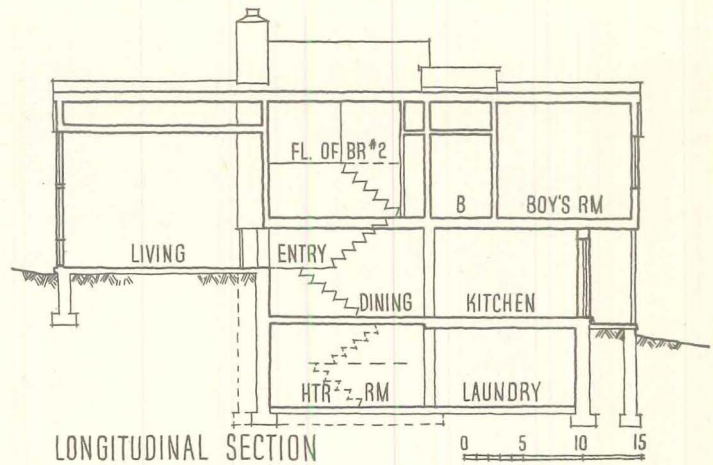 FL. OF BR#2
B
BOY'S RM
LIVING
ENTRY
DINING
KITCHEN
HTR RM
LAUNDRY
LONGITUDINAL SECTION
0 5 10 15